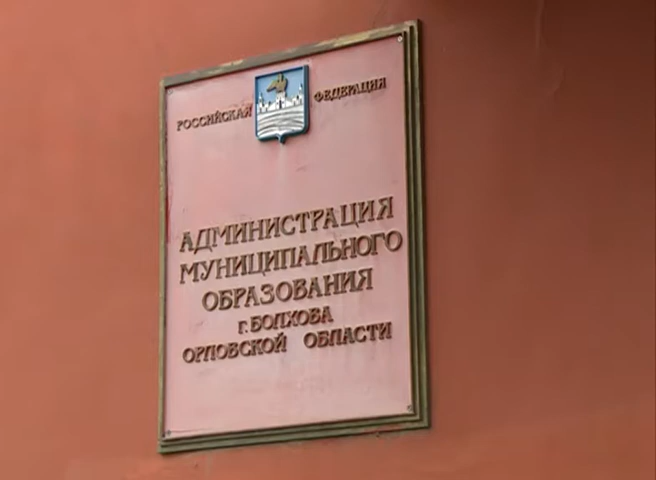 РОССИЙСКАЯ ФЕДЕРАЦИЯ
АДМИНИСТРАЦИЯ
МУНИЦИПАЛЬНОГО
ОБРАЗОВАНИЯ
г. БОЛХОВА
ОРЛОВСКОЙ ОБЛАСТИ